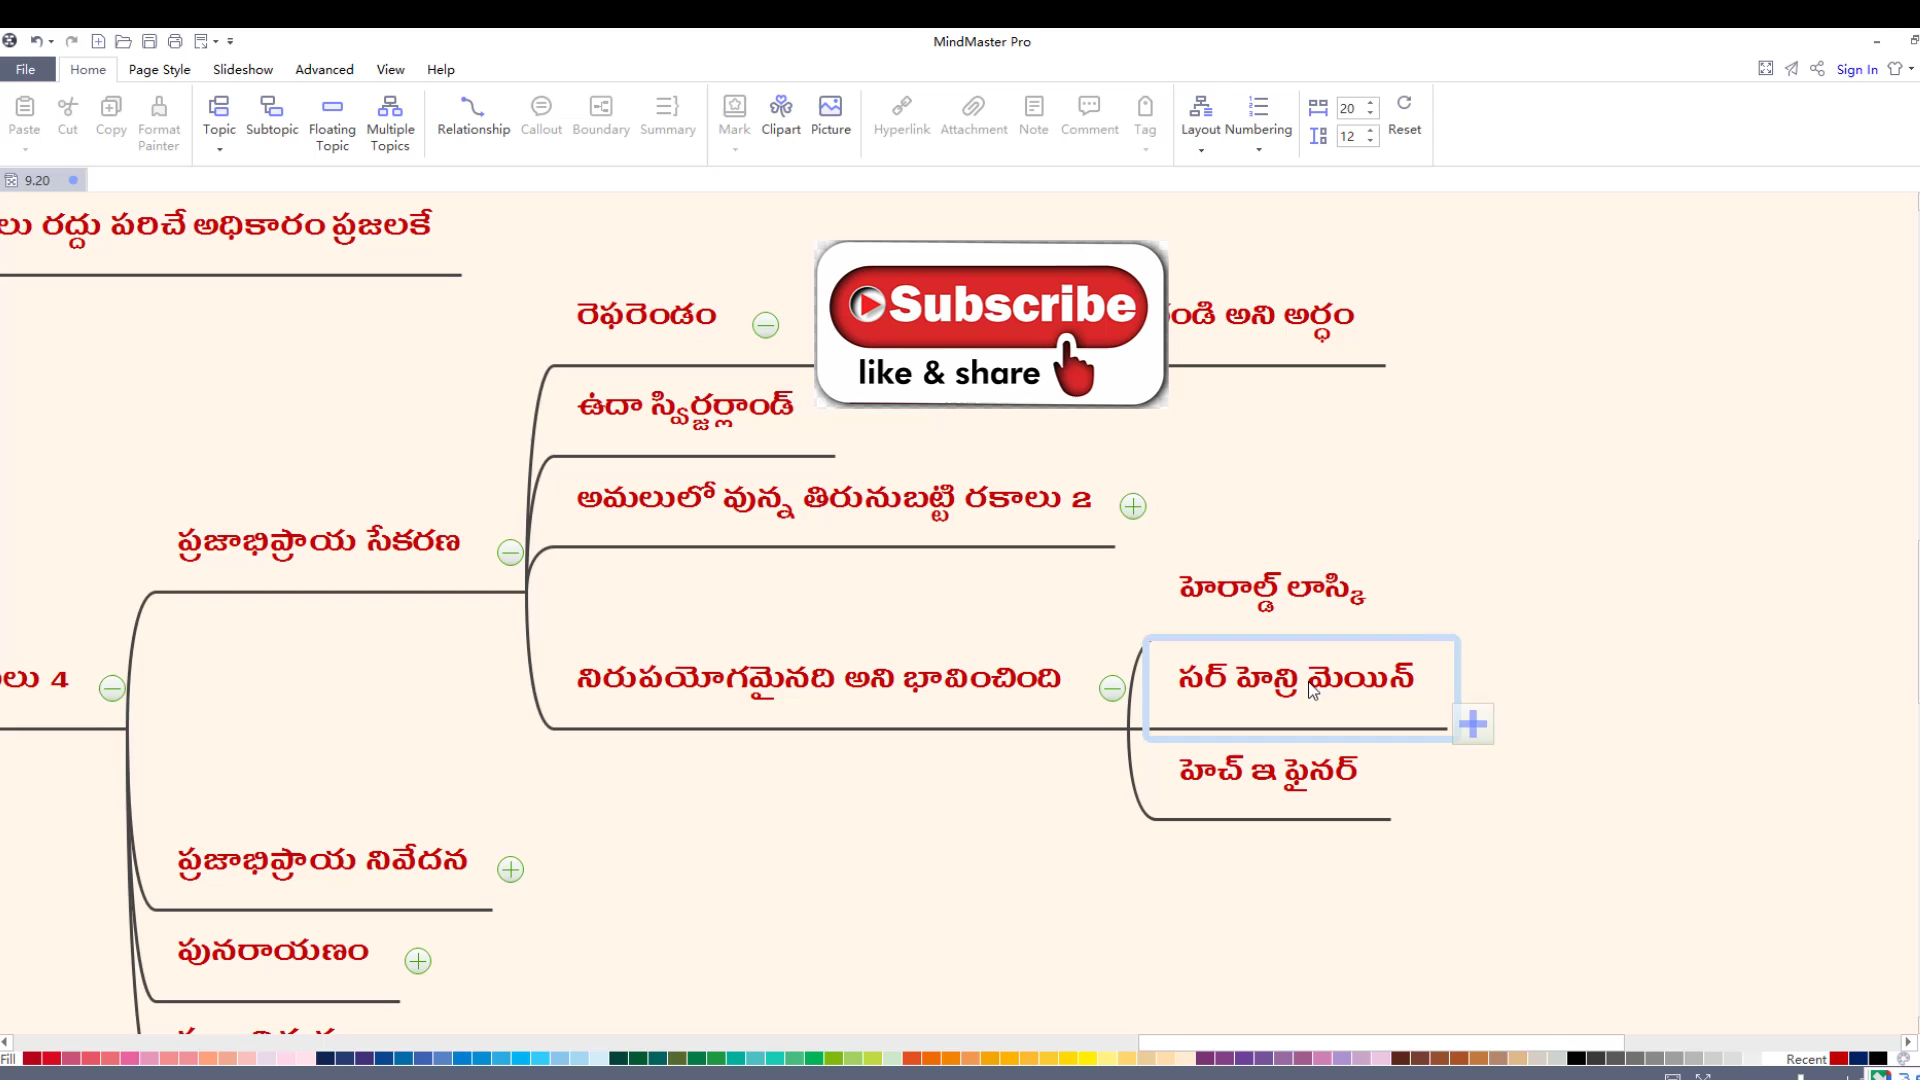 MindMaster Pro
File Home Page Style Slideshow Advanced View Help Sign In
Paste Cut Copy Format Painter Topic Subtopic Floating Topic Multiple Topics Relationship Callout Boundary Summary Mark Clipart Picture Hyperlink Attachment Note Comment Tag Layout Numbering 20 12 Reset
9.20
లు రద్దు పరిచే అధికారం ప్రజలకే
రెఫరెండం
Subscribe
like & share
అని అర్ధం
ఉదా స్విర్జర్లాండ్
అమలులో వున్న తిరునుబట్టి రకాలు 2
ప్రజాభిప్రాయ సేకరణ
హెరాల్డ్ లాస్కి
లు 4
నిరుపయోగమైనది అని భావించింది
సర్ హెన్రి మెయిన్
హెచ్ ఇ ఫైనర్
ప్రజాభిప్రాయ నివేదన
పునరాయణం
Fill
Recent